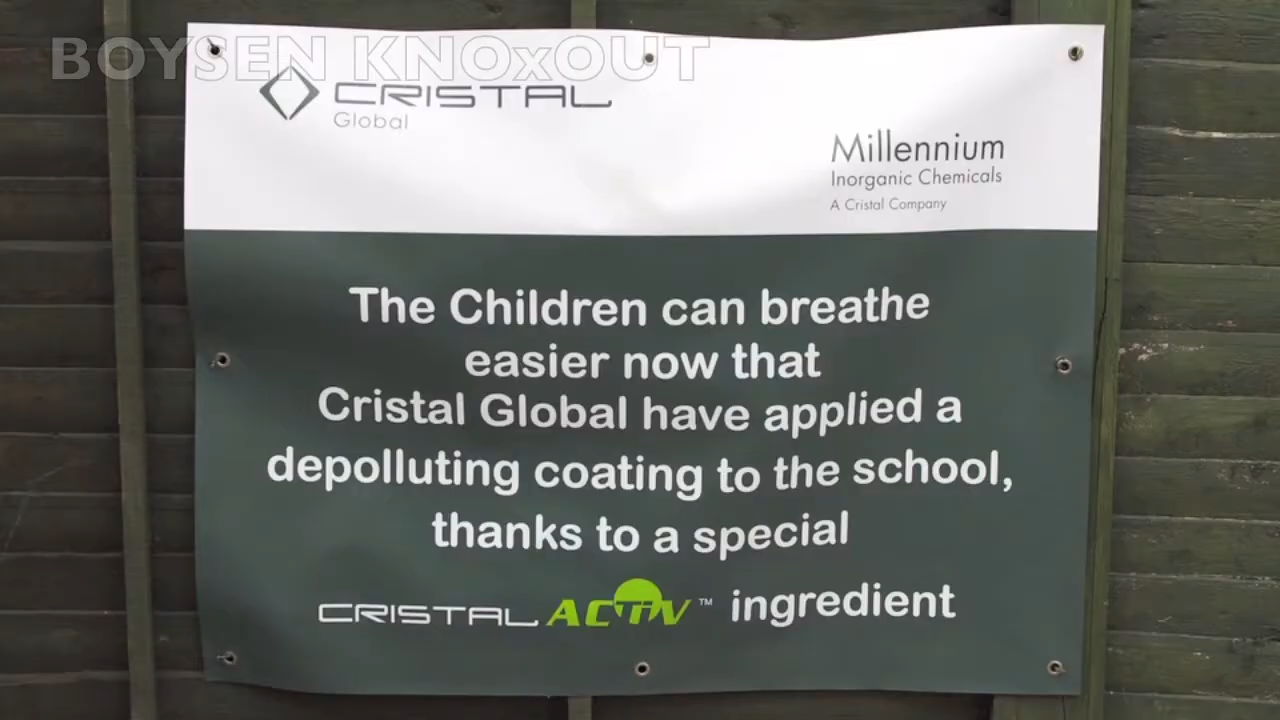 BOYSEN KNOxOUT
CRISTAL
Global
Millennium
Inorganic Chemicals
A Cristal Company
The Children can breathe
easier now that
Cristal Global have applied a
depolluting coating to the school,
thanks to a special
CRISTAL ACTiV™ ingredient